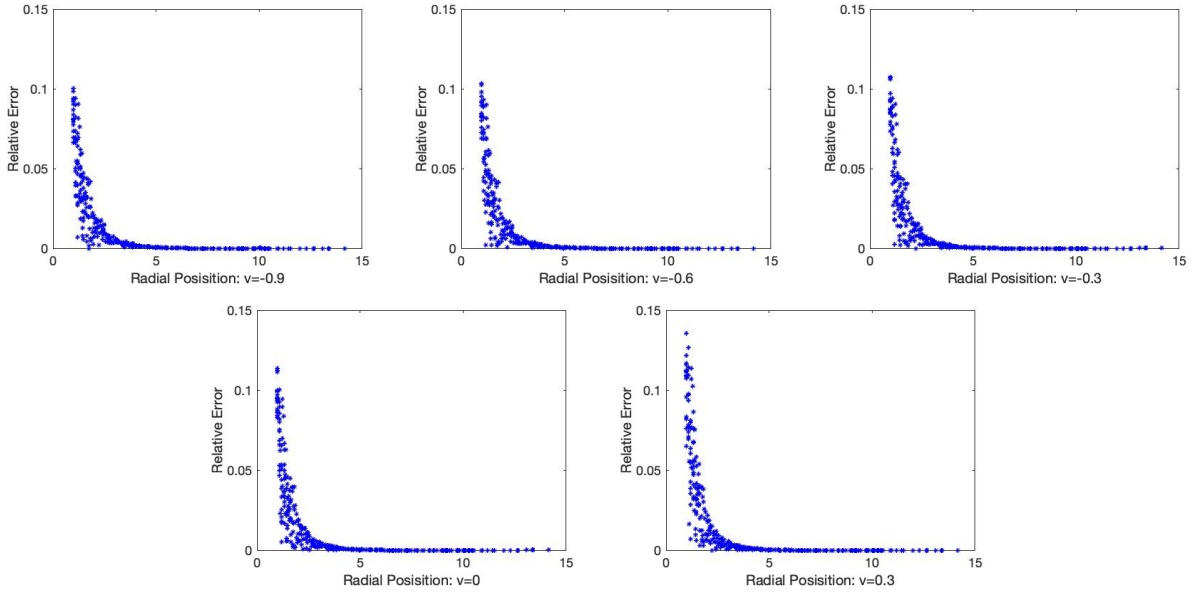 0.15
0.1
0.05
0
Relative Error
0 5 10 15
Radial Posisition: v=-0.9
0.15
0.1
0.05
0
Relative Error
0 5 10 15
Radial Posisition: v=-0.6
0.15
0.1
0.05
0
Relative Error
0 5 10 15
Radial Posisition: v=-0.3
0.15
0.1
0.05
0
Relative Error
0 5 10 15
Radial Posisition: v=0
0.15
0.1
0.05
0
Relative Error
0 5 10 15
Radial Posisition: v=0.3